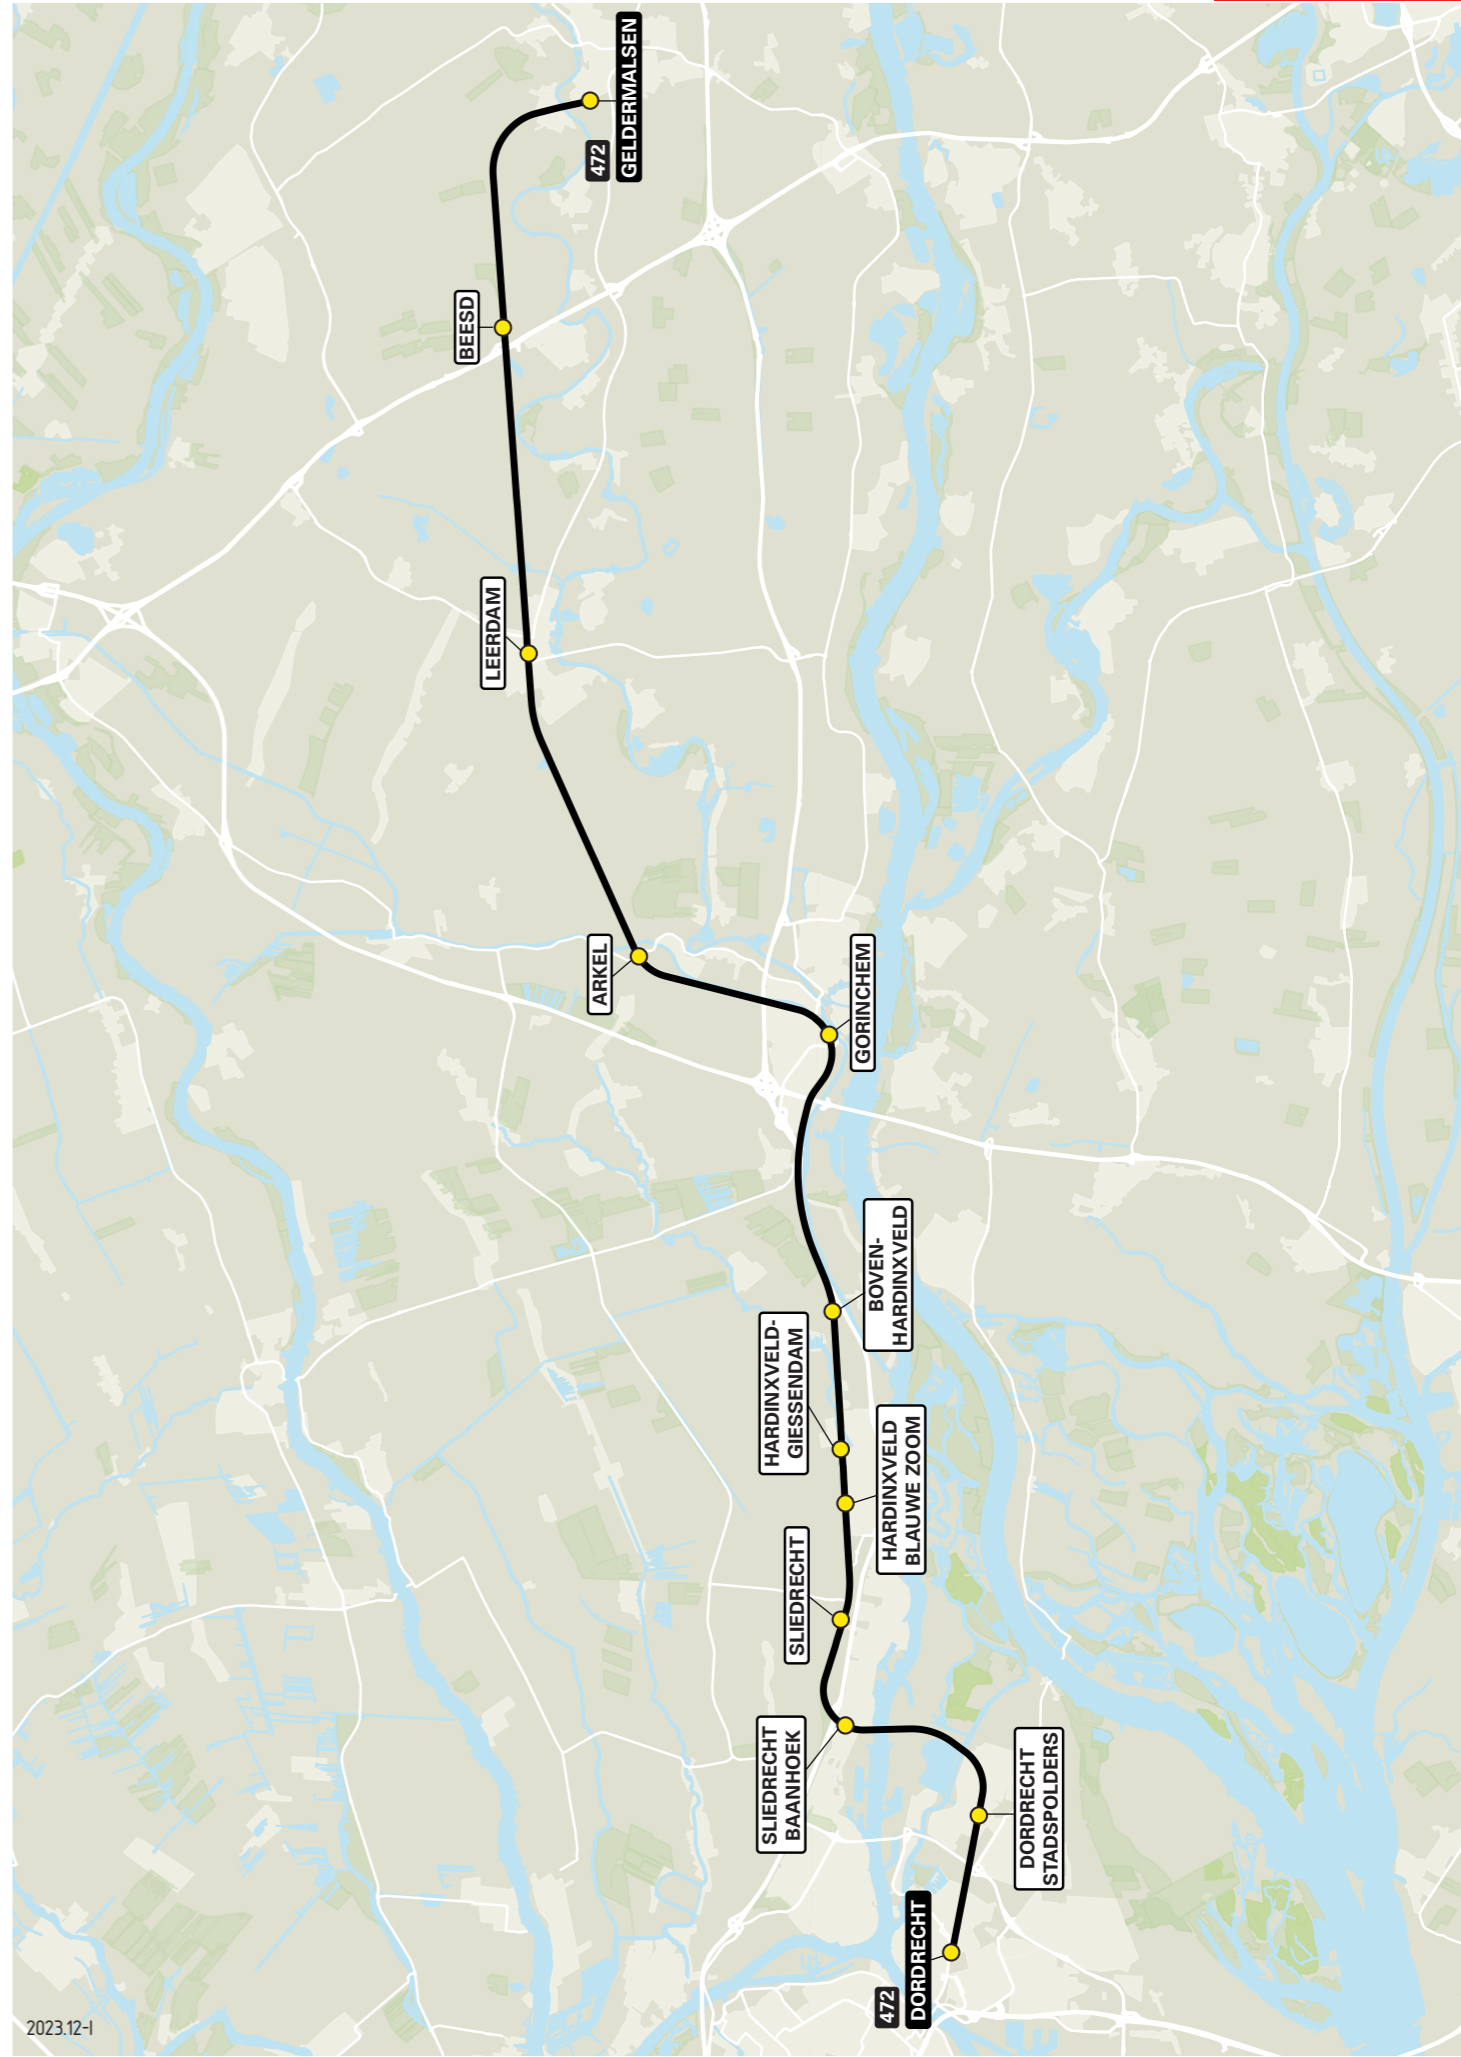 472
GELDERMALSEN
BEESD
LEERDAM
ARKEL
GORINCHEM
BOVEN-
HARDINXVELD
HARDINXVELD-
GIESSENDAM
HARDINXVELD
BLAUWE ZOOM
SLIEDRECHT
SLIEDRECHT
BAANHOEK
DORDRECHT
STADSPOLDERS
472
DORDRECHT
2023.12-I